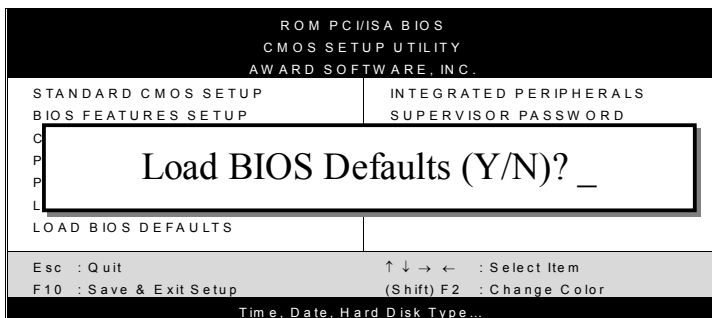 ROM PCI/ISA BIOS
CMOS SETUP UTILITY
AWARD SOFTWARE, INC.
STANDARD CMOS SETUP
INTEGRATED PERIPHERALS
BIOS FEATURES SETUP
SUPERVISOR PASSWORD
C
P
P
L
Load BIOS Defaults (Y/N)? _
LOAD BIOS DEFAULTS
Esc : Quit
↑ ↓ → ← : Select Item
F10 : Save & Exit Setup
(Shift) F2 : Change Color
Time, Date, Hard Disk Type...